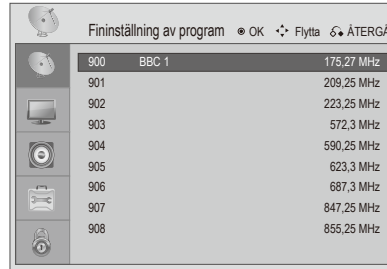 Fininställning av program OK Flytta ÅTERGÅ
900 BBC 1 175,27 MHz
901 209,25 MHz
902 223,25 MHz
903 572,3 MHz
904 590,25 MHz
905 623,3 MHz
906 687,3 MHz
907 847,25 MHz
908 855,25 MHz